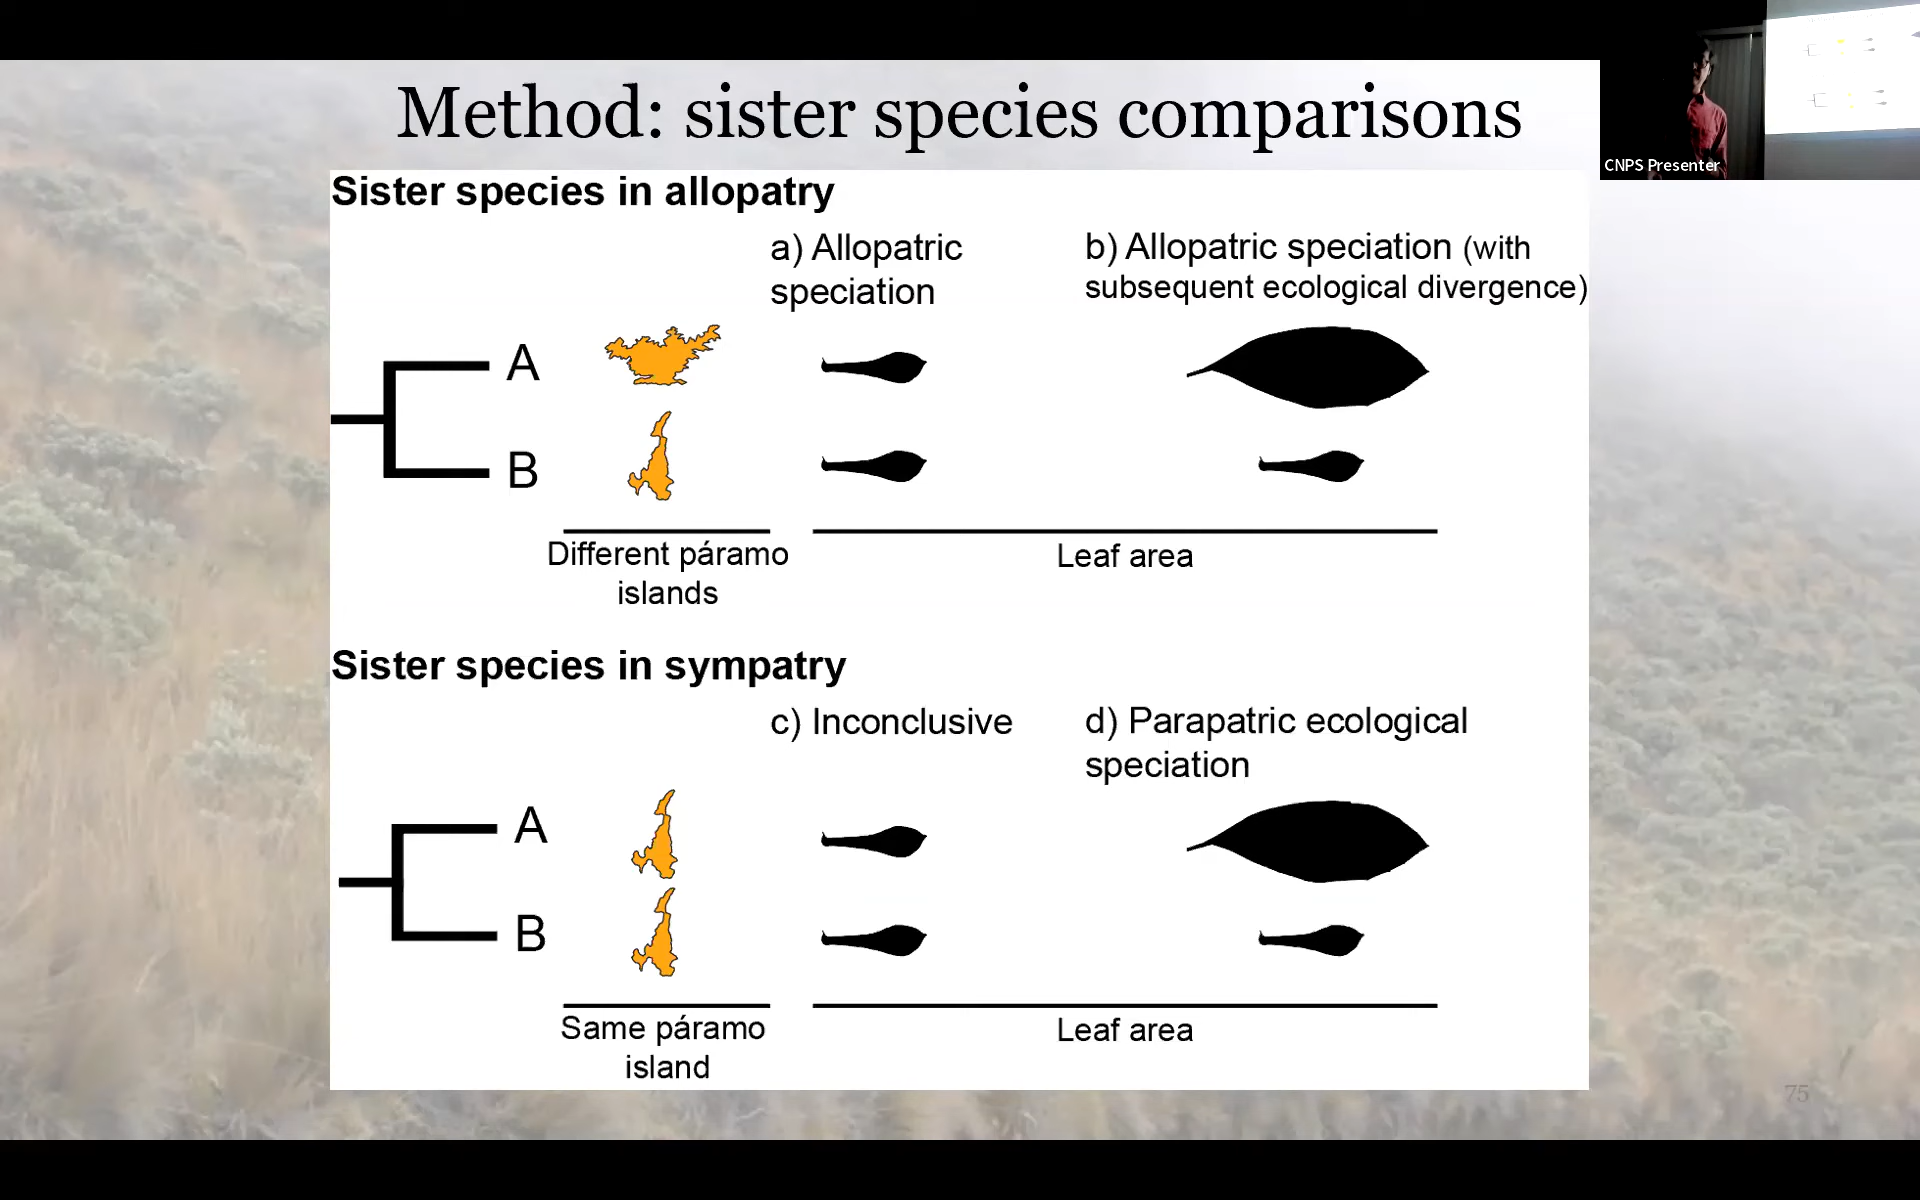 Method: sister species comparisons
CNPS Presenter
Sister species in allopatry
a) Allopatric
speciation
b) Allopatric speciation (with
subsequent ecological divergence)
A
B
Different páramo
islands
Leaf area
Sister species in sympatry
c) Inconclusive
d) Parapatric ecological
speciation
A
B
Same páramo
island
Leaf area
75